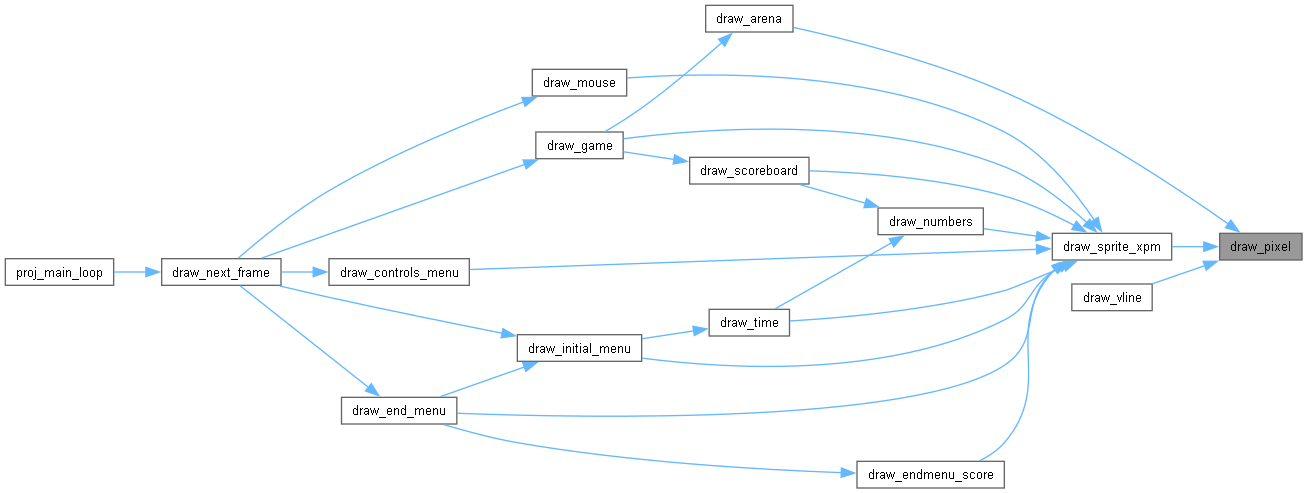 draw_arena
draw_mouse
draw_game
draw_scoreboard
draw_numbers
draw_sprite_xpm
draw_pixel
proj_main_loop
draw_next_frame
draw_controls_menu
draw_vline
draw_time
draw_initial_menu
draw_end_menu
draw_endmenu_score